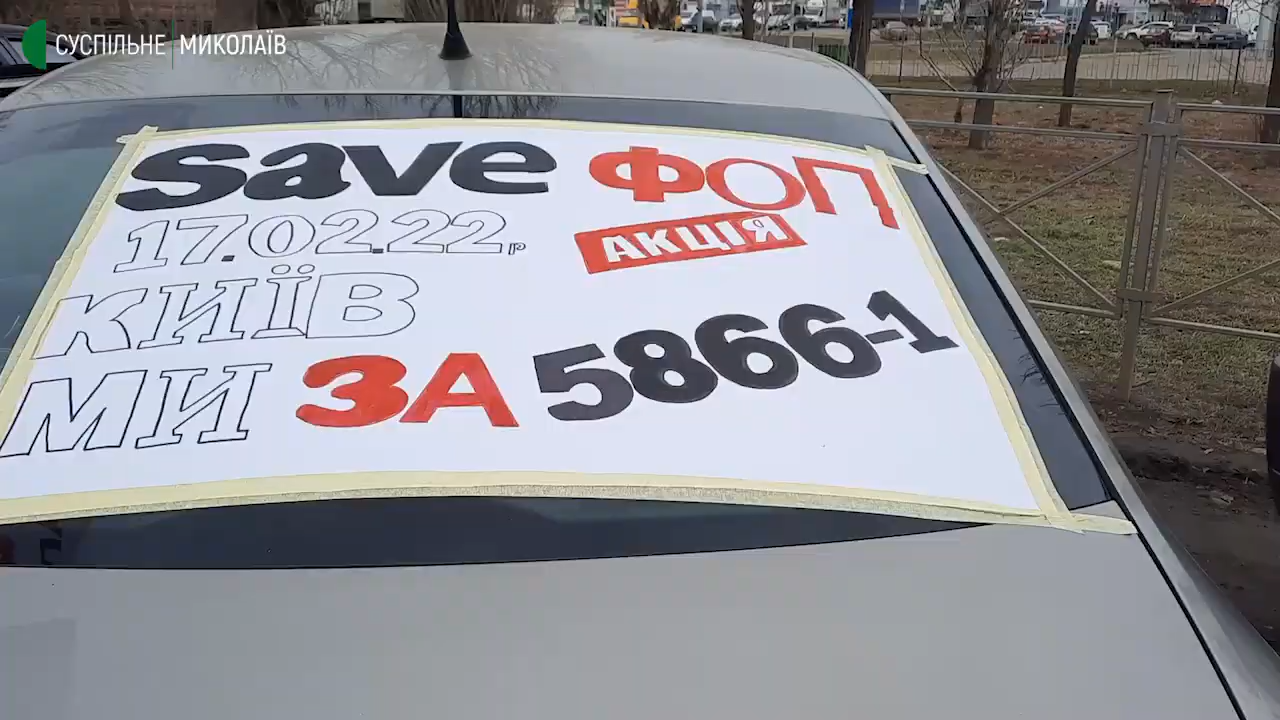 СУСПІЛЬНЕ МИКОЛАЇВ
save ФОП
17.02.22р АКЦІЯ
КИЇВ
МИ ЗА 5866-1